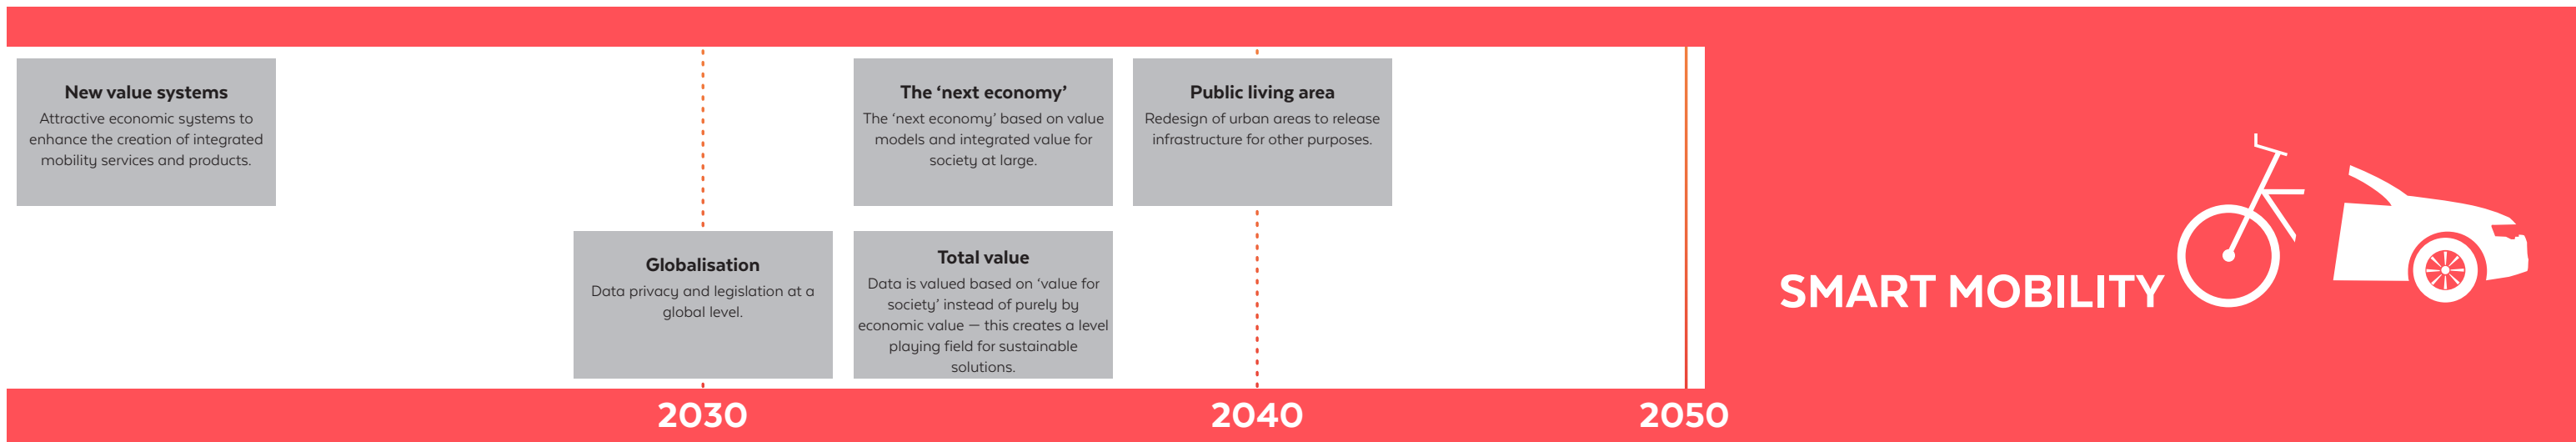 New value systems
Attractive economic systems to
enhance the creation of integrated
mobility services and products.
The ‘next economy’
The ‘next economy’ based on value
models and integrated value for
society at large.
Public living area
Redesign of urban areas to release
infrastructure for other purposes.
Globalisation
Data privacy and legislation at a
global level.
Total value
Data is valued based on ‘value for
society’ instead of purely by
economic value — this creates a level
playing field for sustainable
solutions.
SMART MOBILITY
2030
2040
2050